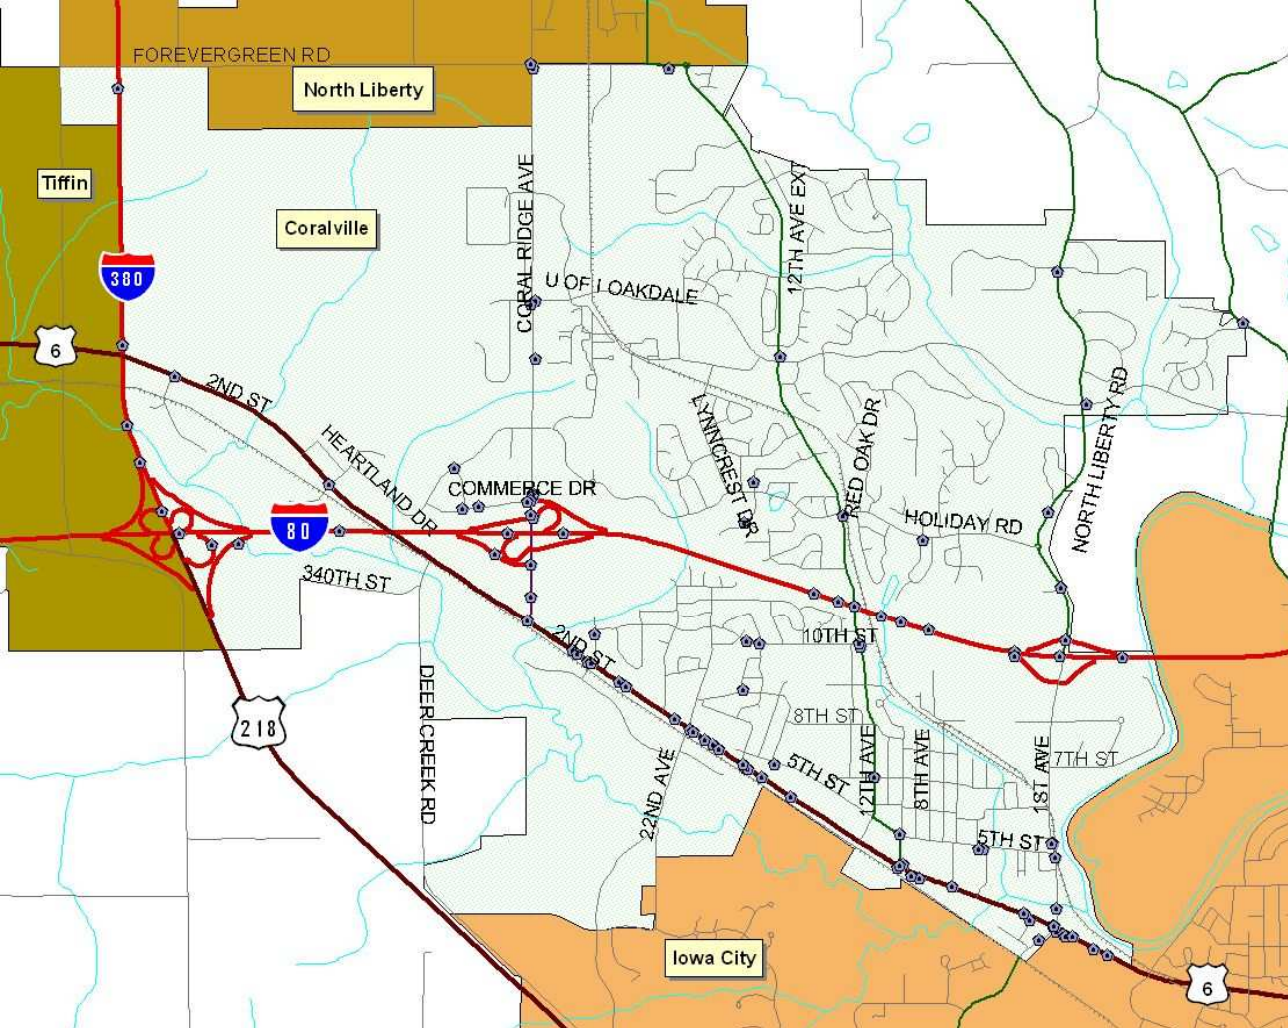 FOREVERGREEN RD
North Liberty
Tiffin
Coralville
CORAL RIDGE AVE
12TH AVE EXT
380
U OF I OAKDALE
6
2ND ST
HEARTLAND DR
LYNNCREST DR
RED OAK DR
NORTH LIBERTY RD
COMMERCE DR
HOLIDAY RD
80
340TH ST
2ND ST
10TH ST
DEER CREEK RD
218
8TH ST
22ND AVE
5TH ST
12TH AVE
8TH AVE
1ST AVE
7TH ST
5TH ST
Iowa City
6